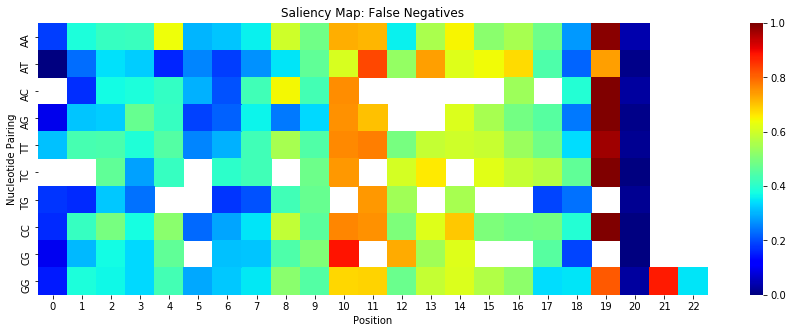 Saliency Map: False Negatives
Nucleotide Pairing
AA
AT
AC
AG
TT
TC
TG
CC
CG
GG
0 1 2 3 4 5 6 7 8 9 10 11 12 13 14 15 16 17 18 19 20 21 22
Position
1.0
0.8
0.6
0.4
0.2
0.0